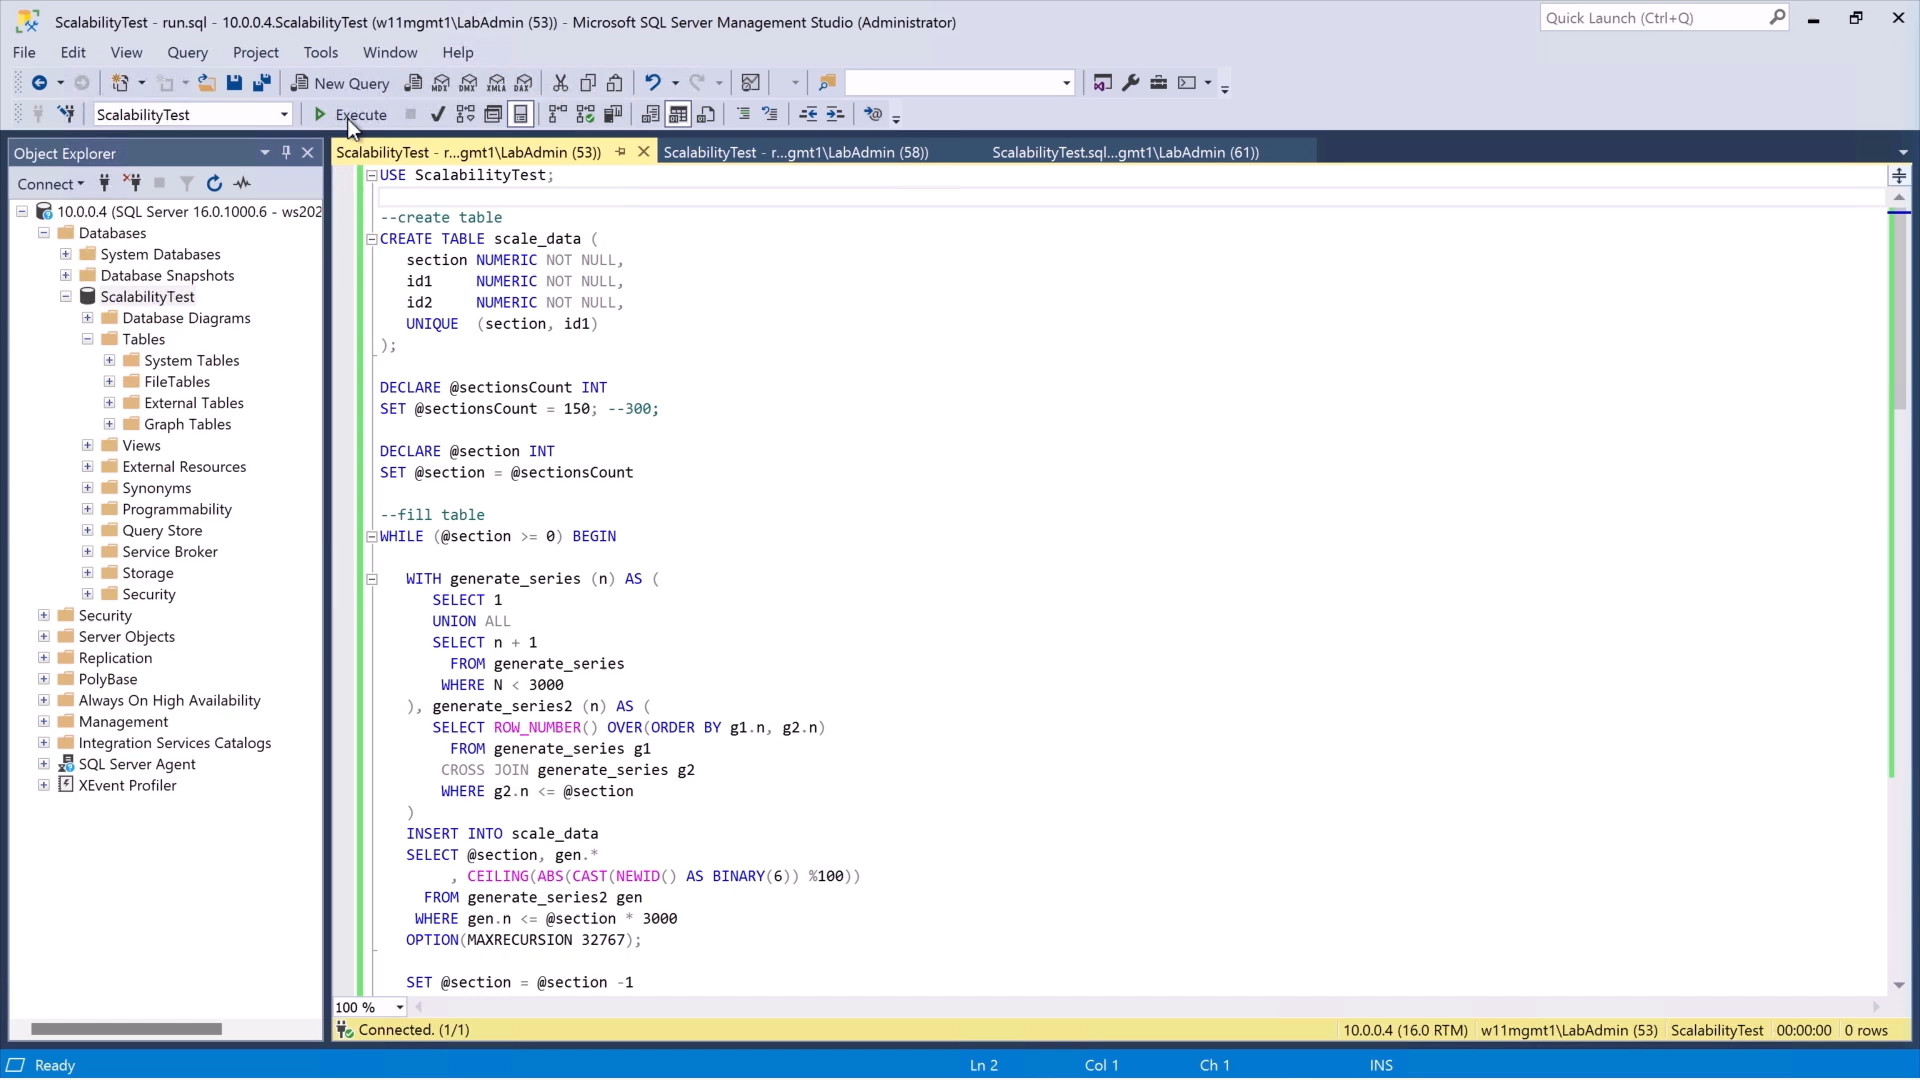 ScalabilityTest - run.sql - 10.0.0.4.ScalabilityTest (w11mgmt1\LabAdmin (53)) - Microsoft SQL Server Management Studio (Administrator)
Quick Launch (Ctrl+Q)
File Edit View Query Project Tools Window Help
New Query MDX DMX XMLA DAX
ScalabilityTest Execute
Object Explorer
ScalabilityTest - r...gmt1\LabAdmin (53)) ScalabilityTest - r...gmt1\LabAdmin (58)) ScalabilityTest.sql...gmt1\LabAdmin (61))
Connect
10.0.0.4 (SQL Server 16.0.1000.6 - ws202
Databases
System Databases
Database Snapshots
ScalabilityTest
Database Diagrams
Tables
System Tables
FileTables
External Tables
Graph Tables
Views
External Resources
Synonyms
Programmability
Query Store
Service Broker
Storage
Security
Security
Server Objects
Replication
PolyBase
Always On High Availability
Management
Integration Services Catalogs
SQL Server Agent
XEvent Profiler
USE ScalabilityTest;
--create table
CREATE TABLE scale_data (
section NUMERIC NOT NULL,
id1 NUMERIC NOT NULL,
id2 NUMERIC NOT NULL,
UNIQUE (section, id1)
);
DECLARE @sectionsCount INT
SET @sectionsCount = 150; --300;
DECLARE @section INT
SET @section = @sectionsCount
--fill table
WHILE (@section >= 0) BEGIN
WITH generate_series (n) AS (
SELECT 1
UNION ALL
SELECT n + 1
FROM generate_series
WHERE N < 3000
), generate_series2 (n) AS (
SELECT ROW_NUMBER() OVER(ORDER BY g1.n, g2.n)
FROM generate_series g1
CROSS JOIN generate_series g2
WHERE g2.n <= @section
)
INSERT INTO scale_data
SELECT @section, gen.*
, CEILING(ABS(CAST(NEWID() AS BINARY(6)) %100))
FROM generate_series2 gen
WHERE gen.n <= @section * 3000
OPTION(MAXRECURSION 32767);
SET @section = @section -1
100 %
Connected. (1/1) 10.0.0.4 (16.0 RTM) w11mgmt1\LabAdmin (53) ScalabilityTest 00:00:00 0 rows
Ready Ln 2 Col 1 Ch 1 INS